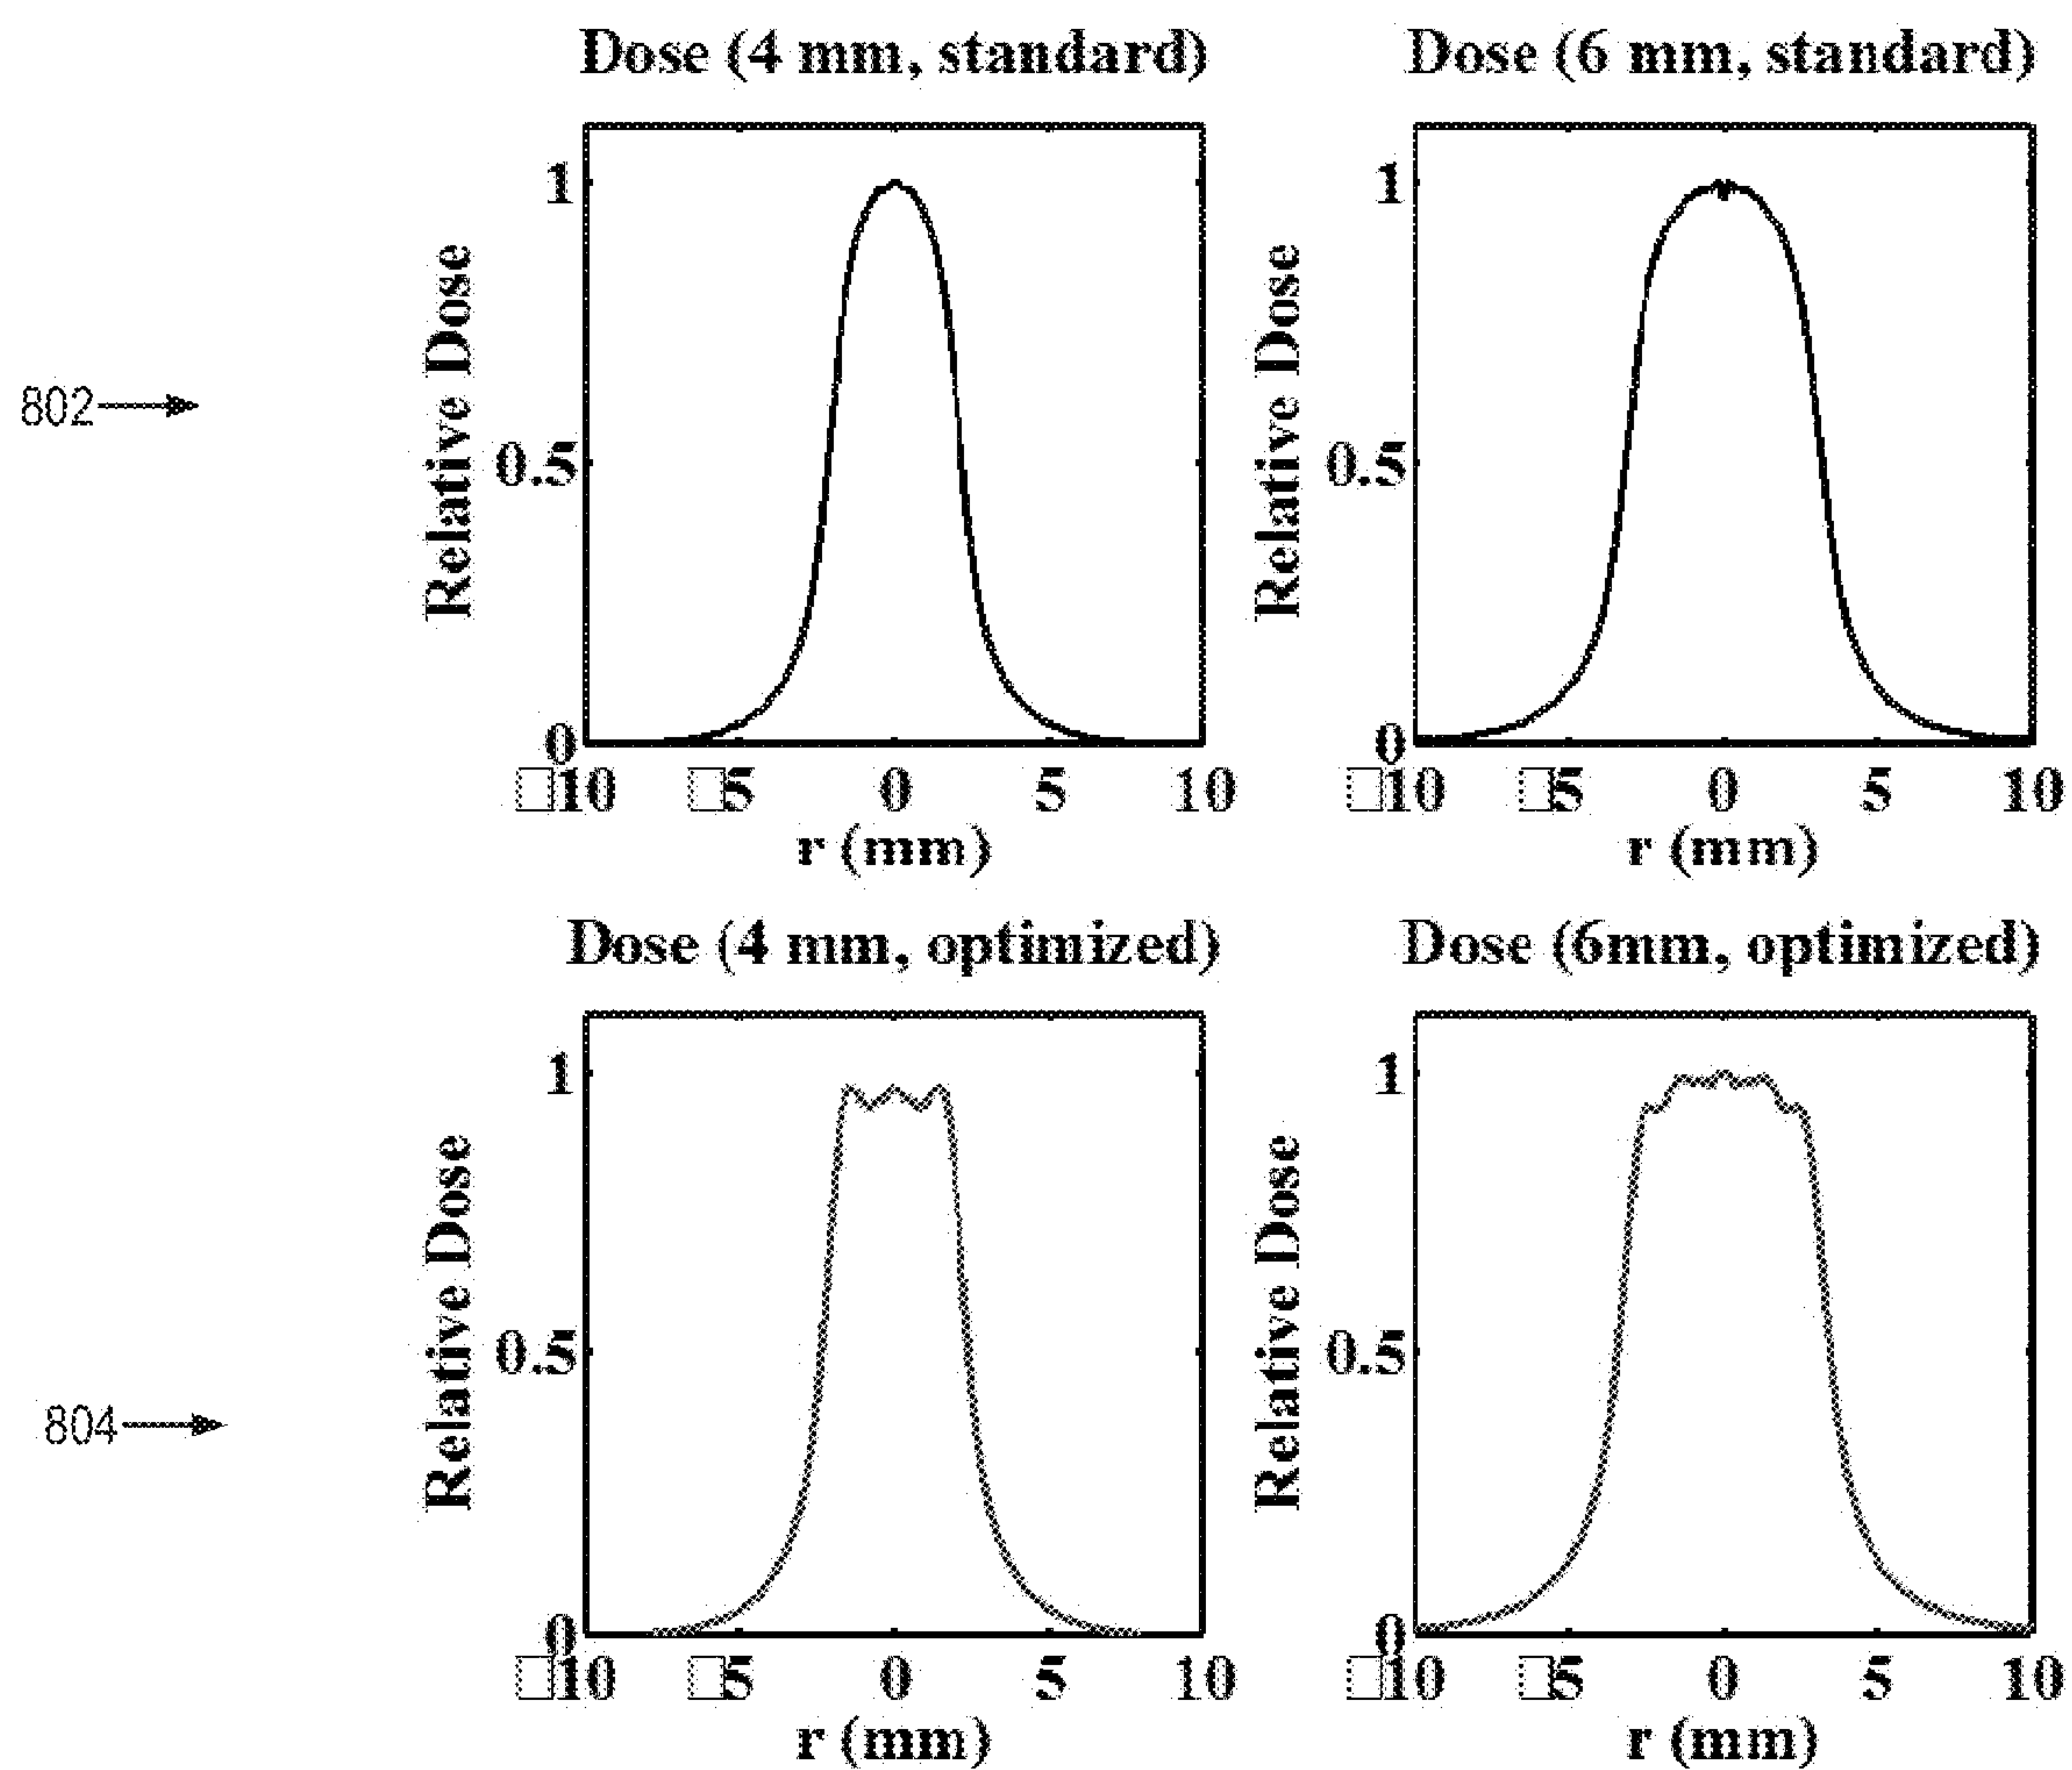 Dose (4 mm, standard)
Dose (6 mm, standard)
802
Relative Dose
1
0.5
0
□10 □5 0 5 10
r (mm)
Relative Dose
1
0.5
0
□10 □5 0 5 10
r (mm)
Dose (4 mm, optimized)
Dose (6mm, optimized)
804
Relative Dose
1
0.5
0
□10 □5 0 5 10
r (mm)
Relative Dose
1
0.5
0
□10 □5 0 5 10
r (mm)